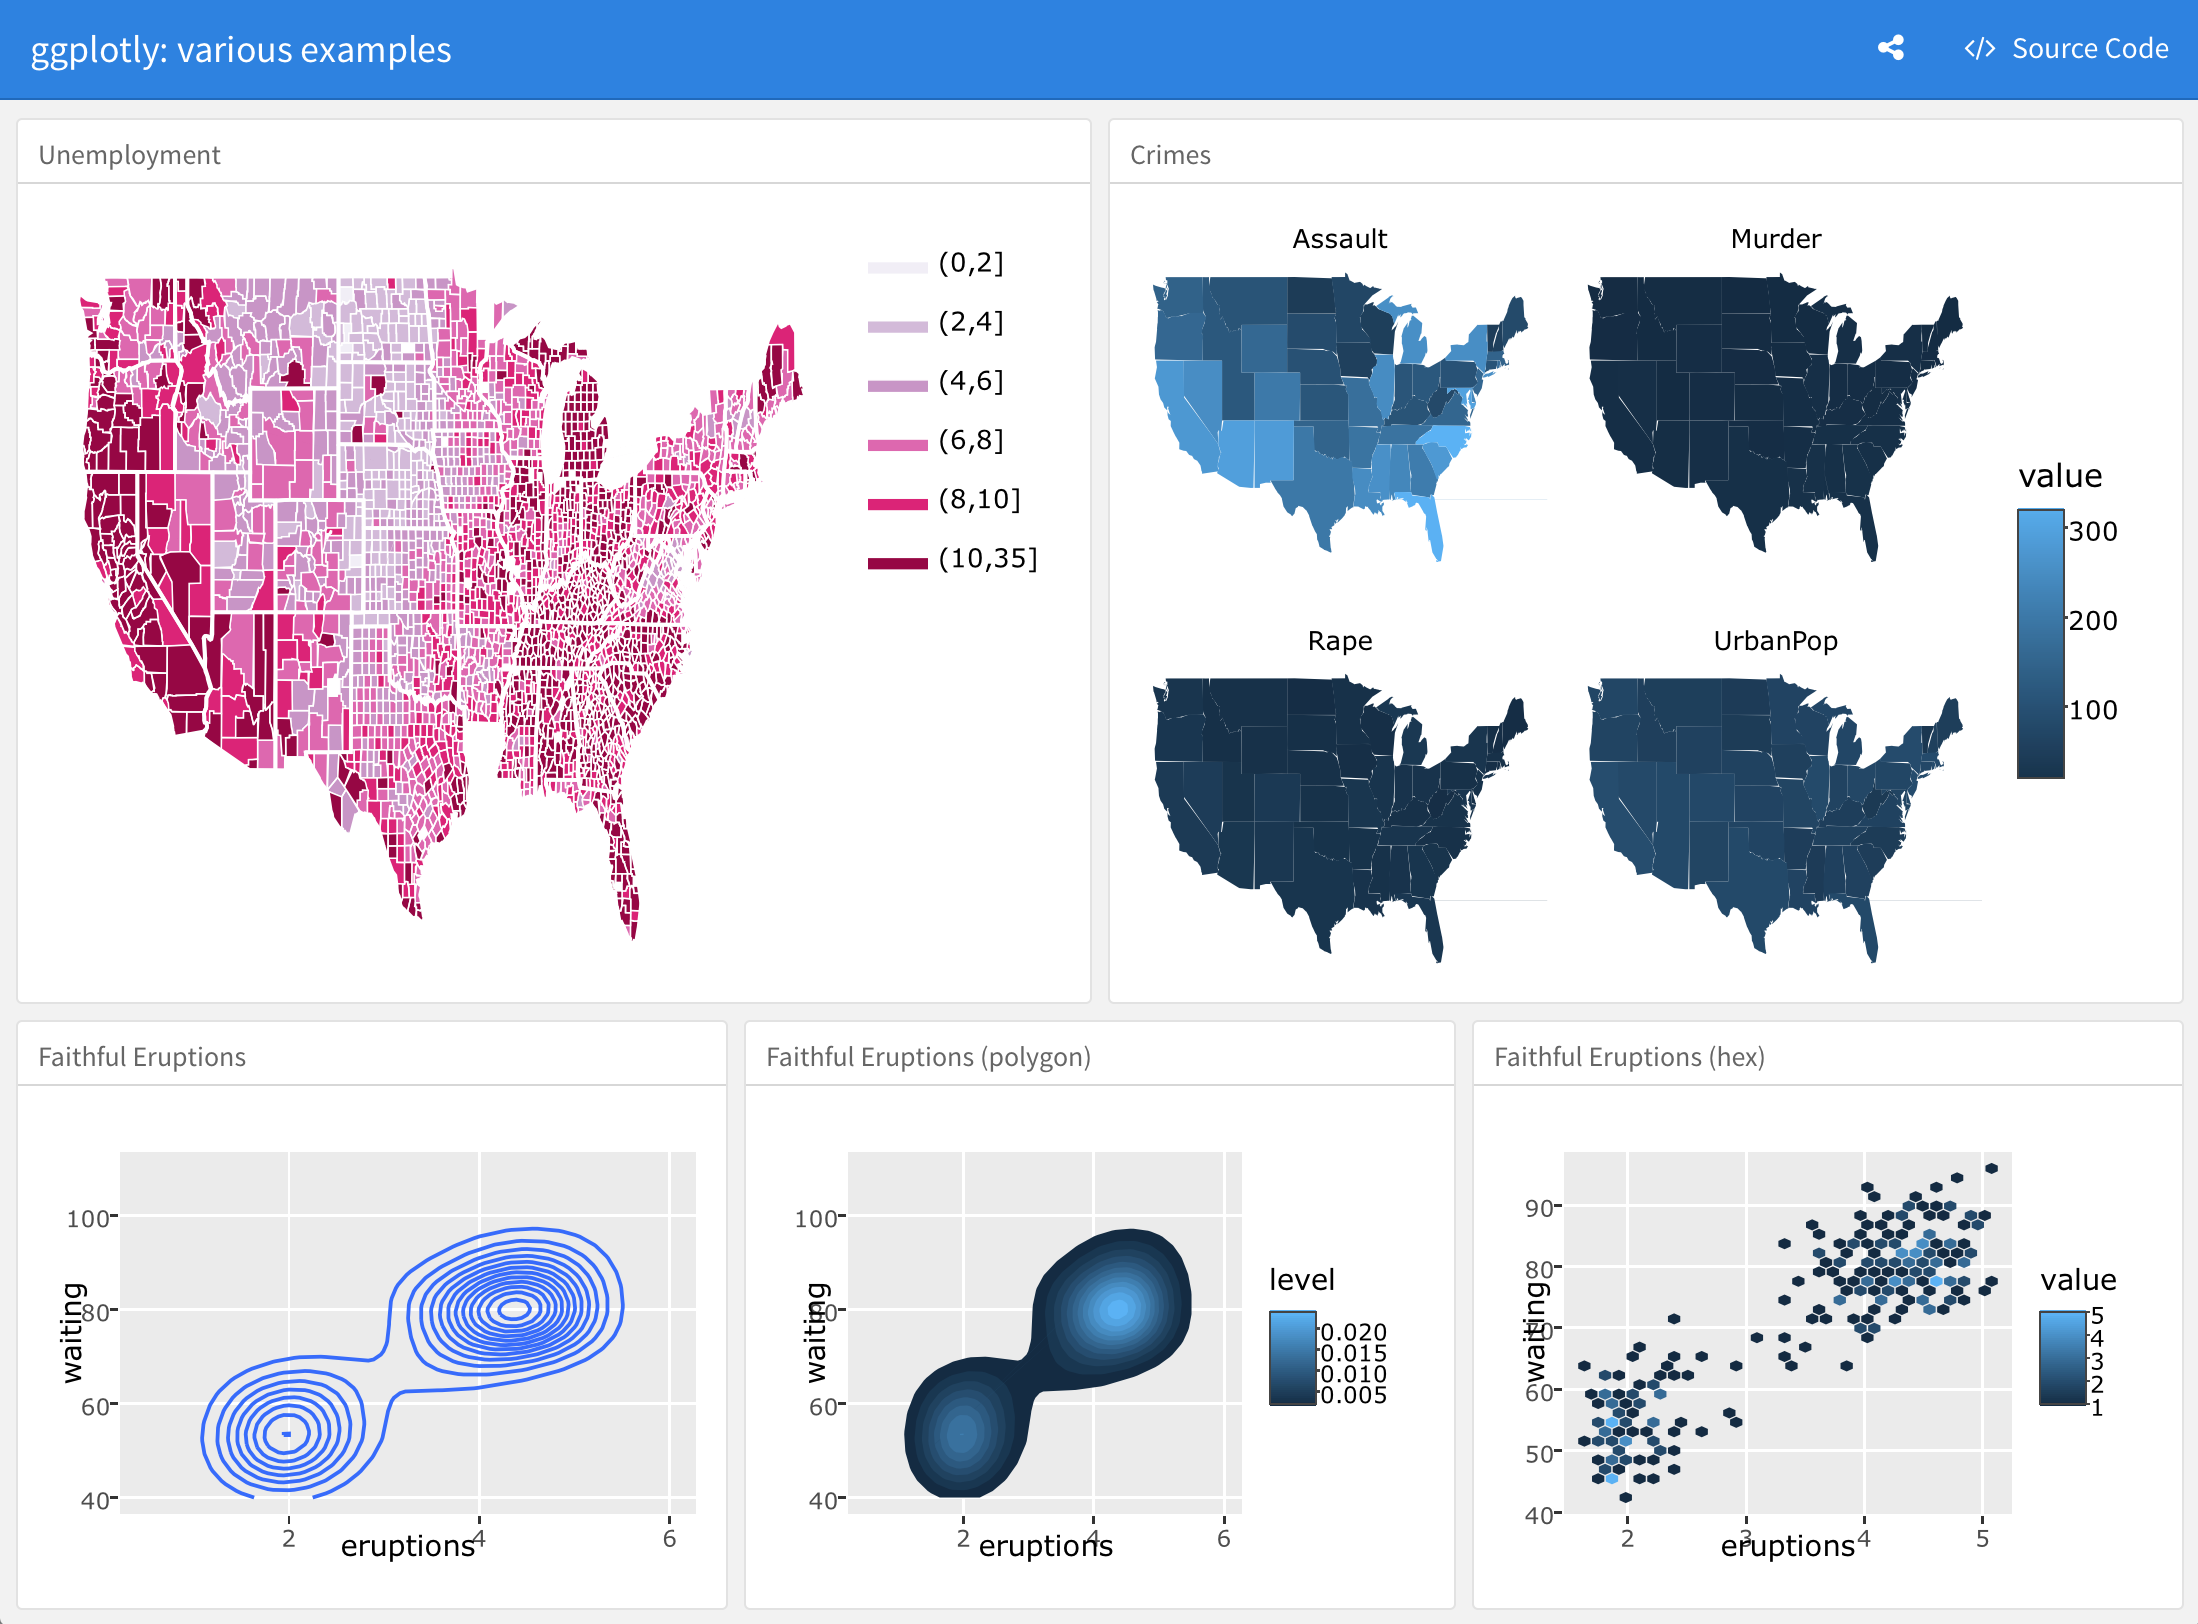 ggplotly: various examples
</> Source Code
Unemployment
(0,2]
(2,4]
(4,6]
(6,8]
(8,10]
(10,35]
Crimes
Assault
Murder
Rape
UrbanPop
value
300
200
100
Faithful Eruptions
waiting
100
80
60
40
2
4
6
eruptions
Faithful Eruptions (polygon)
waiting
100
80
60
40
2
4
6
eruptions
level
0.020
0.015
0.010
0.005
Faithful Eruptions (hex)
waiting
90
80
70
60
50
40
2
3
4
5
eruptions
value
5
4
3
2
1